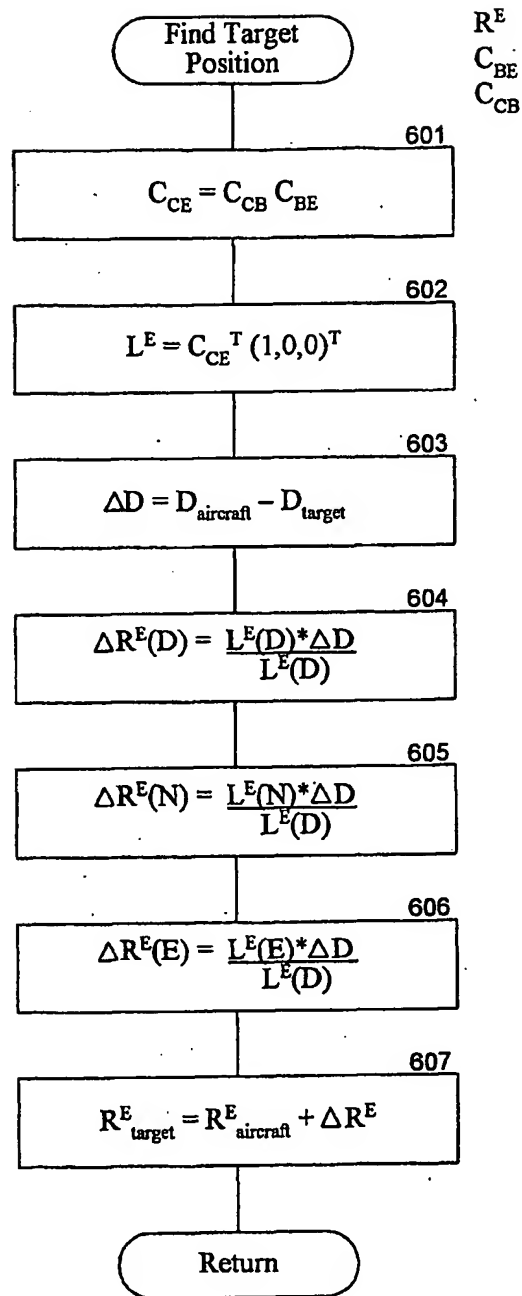 Find Target
Position
R^E
C_BE
C_CB
601
C_CE = C_CB C_BE
602
L^E = C_CE^T (1,0,0)^T
603
ΔD = D_aircraft – D_target
604
ΔR^E(D) = L^E(D)*ΔD
L^E(D)
605
ΔR^E(N) = L^E(N)*ΔD
L^E(D)
606
ΔR^E(E) = L^E(E)*ΔD
L^E(D)
607
R^E_target = R^E_aircraft + ΔR^E
Return